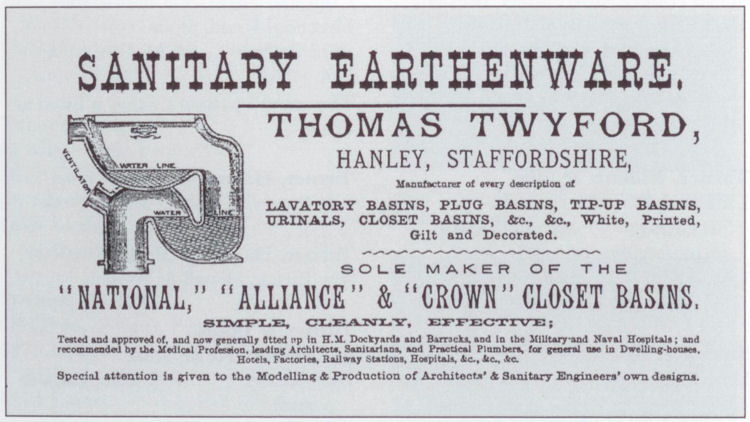 SANITARY EARTHENWARE.
THOMAS TWYFORD,
HANLEY, STAFFORDSHIRE,
Manufacturer of every description of
LAVATORY BASINS, PLUG BASINS, TIP-UP BASINS,
URINALS, CLOSET BASINS, &c., &c., White, Printed,
Gilt and Decorated.
VENTILATOR
WATER LINE
WATER LINE
SOLE MAKER OF THE
"NATIONAL," "ALLIANCE" & "CROWN" CLOSET BASINS.
SIMPLE, CLEANLY, EFFECTIVE;
Tested and approved of, and now generally fitted up in H.M. Dockyards and Barracks, and in the Military and Naval Hospitals; and
recommended by the Medical Profession, leading Architects, Sanitarians, and Practical Plumbers, for general use in Dwelling-houses,
Hotels, Factories, Railway Stations, Hospitals, &c., &c., &c.
Special attention is given to the Modelling & Production of Architects' & Sanitary Engineers' own designs.